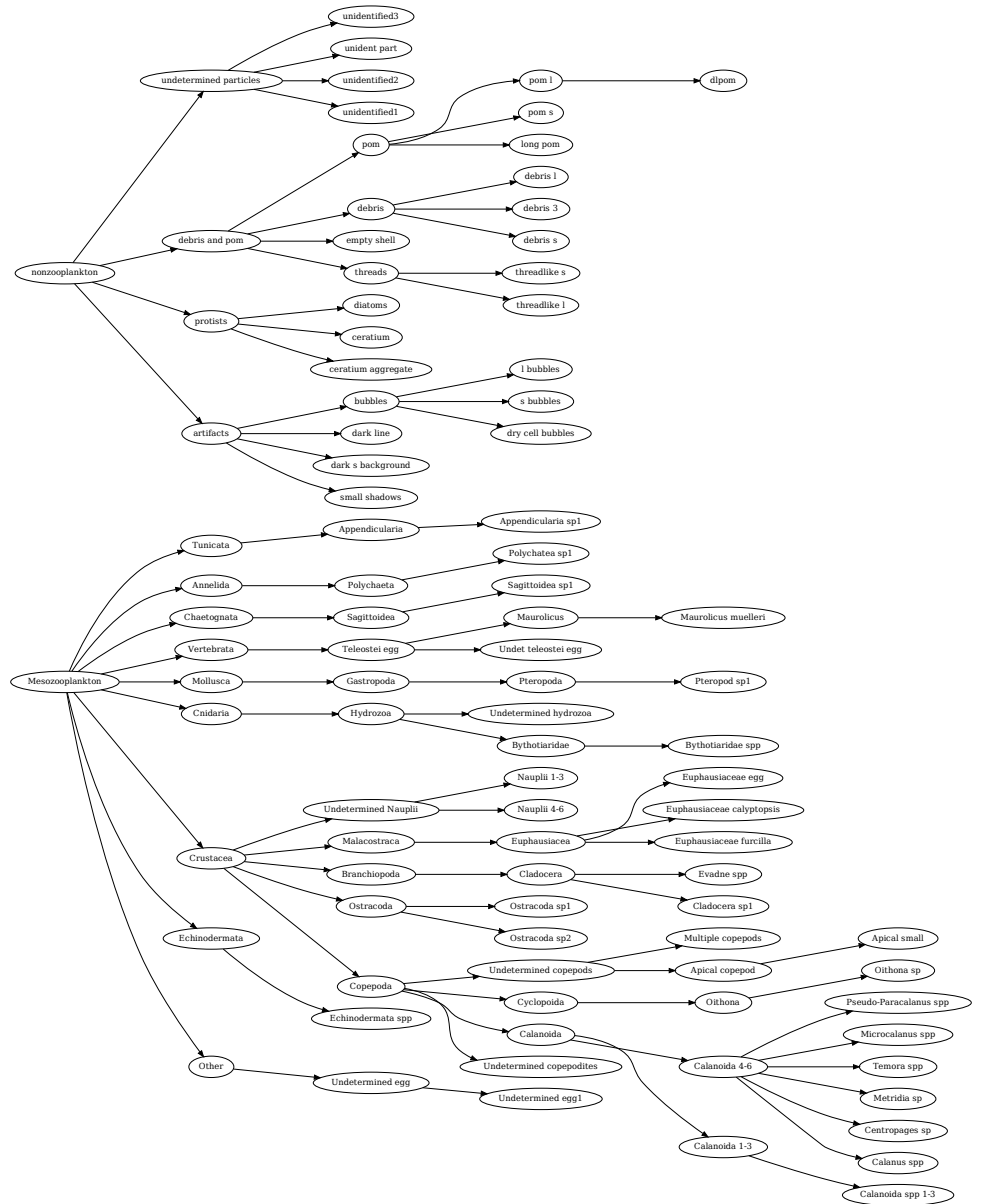 unidentified3
unident part
undetermined particles
unidentified2
pom l
dlpom
unidentified1
pom s
pom
long pom
debris l
debris
debris 3
debris and pom
empty shell
debris s
nonzooplankton
threads
threadlike s
diatoms
threadlike l
protists
ceratium
ceratium aggregate
l bubbles
bubbles
s bubbles
artifacts
dark line
dry cell bubbles
dark s background
small shadows
Appendicularia
Appendicularia sp1
Tunicata
Polychatea sp1
Annelida
Polychaeta
Sagittoidea sp1
Chaetognata
Sagittoidea
Maurolicus
Maurolicus muelleri
Vertebrata
Teleostei egg
Undet teleostei egg
Mesozooplankton
Mollusca
Gastropoda
Pteropoda
Pteropod sp1
Cnidaria
Hydrozoa
Undetermined hydrozoa
Bythotiaridae
Bythotiaridae spp
Nauplii 1-3
Euphausiaceae egg
Undetermined Nauplii
Nauplii 4-6
Euphausiaceae calyptopsis
Malacostraca
Euphausiacea
Euphausiaceae furcilla
Crustacea
Branchiopoda
Cladocera
Evadne spp
Ostracoda
Ostracoda sp1
Cladocera sp1
Echinodermata
Ostracoda sp2
Multiple copepods
Apical small
Undetermined copepods
Apical copepod
Oithona sp
Copepoda
Cyclopoida
Oithona
Pseudo-Paracalanus spp
Echinodermata spp
Calanoida
Microcalanus spp
Other
Undetermined copepodites
Calanoida 4-6
Temora spp
Undetermined egg
Undetermined egg1
Metridia sp
Centropages sp
Calanoida 1-3
Calanus spp
Calanoida spp 1-3